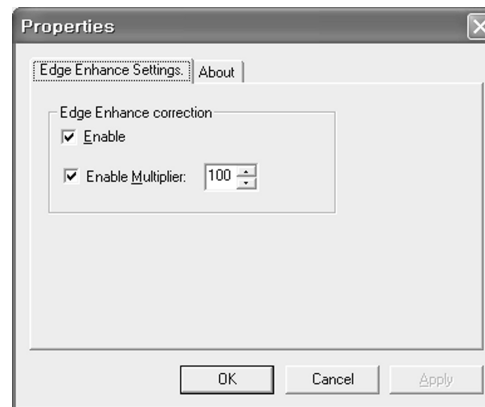 Properties
Edge Enhance Settings. About
Edge Enhance correction
Enable
Enable Multiplier: 100
OK Cancel Apply